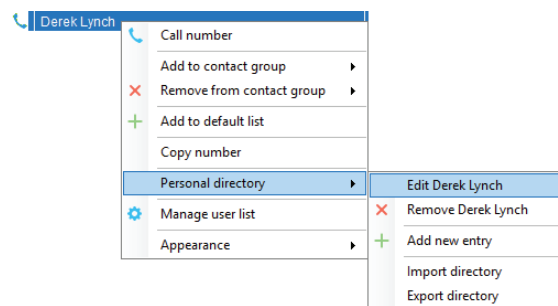 Derek Lynch
Call number
Add to contact group
Remove from contact group
Add to default list
Copy number
Personal directory
Edit Derek Lynch
Manage user list
Remove Derek Lynch
Appearance
Add new entry
Import directory
Export directory